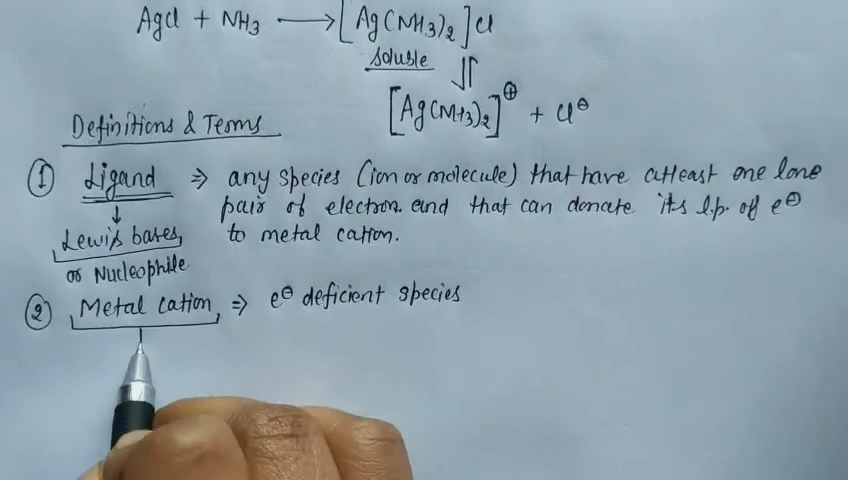 AgCl + NH3 ⟶ [Ag(NH3)2]Cl
soluble ⇌
[Ag(NH3)2]⊕ + Cl⊖
Definitions & Terms
① Ligand ⇒ any species (ion or molecule) that have atleast one lone
↓ pair of electron and that can donate its l.p. of e⊖
Lewis bases, to metal cation.
or Nucleophile
② Metal cation, ⇒ e⊖ deficient species